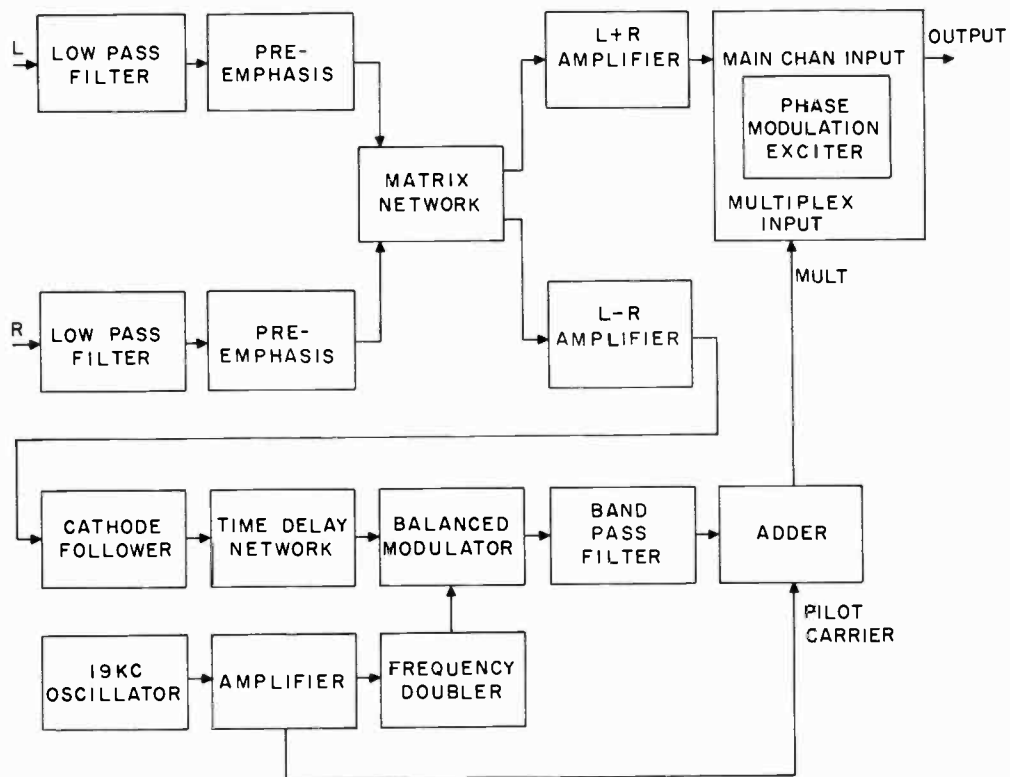 L
LOW PASS
FILTER
PRE-
EMPHASIS
L+R
AMPLIFIER
MAIN CHAN INPUT
OUTPUT
PHASE
MODULATION
EXCITER
MULTIPLEX
INPUT
MATRIX
NETWORK
MULT
R
LOW PASS
FILTER
PRE-
EMPHASIS
L-R
AMPLIFIER
CATHODE
FOLLOWER
TIME DELAY
NETWORK
BALANCED
MODULATOR
BAND
PASS
FILTER
ADDER
PILOT
CARRIER
19KC
OSCILLATOR
AMPLIFIER
FREQUENCY
DOUBLER